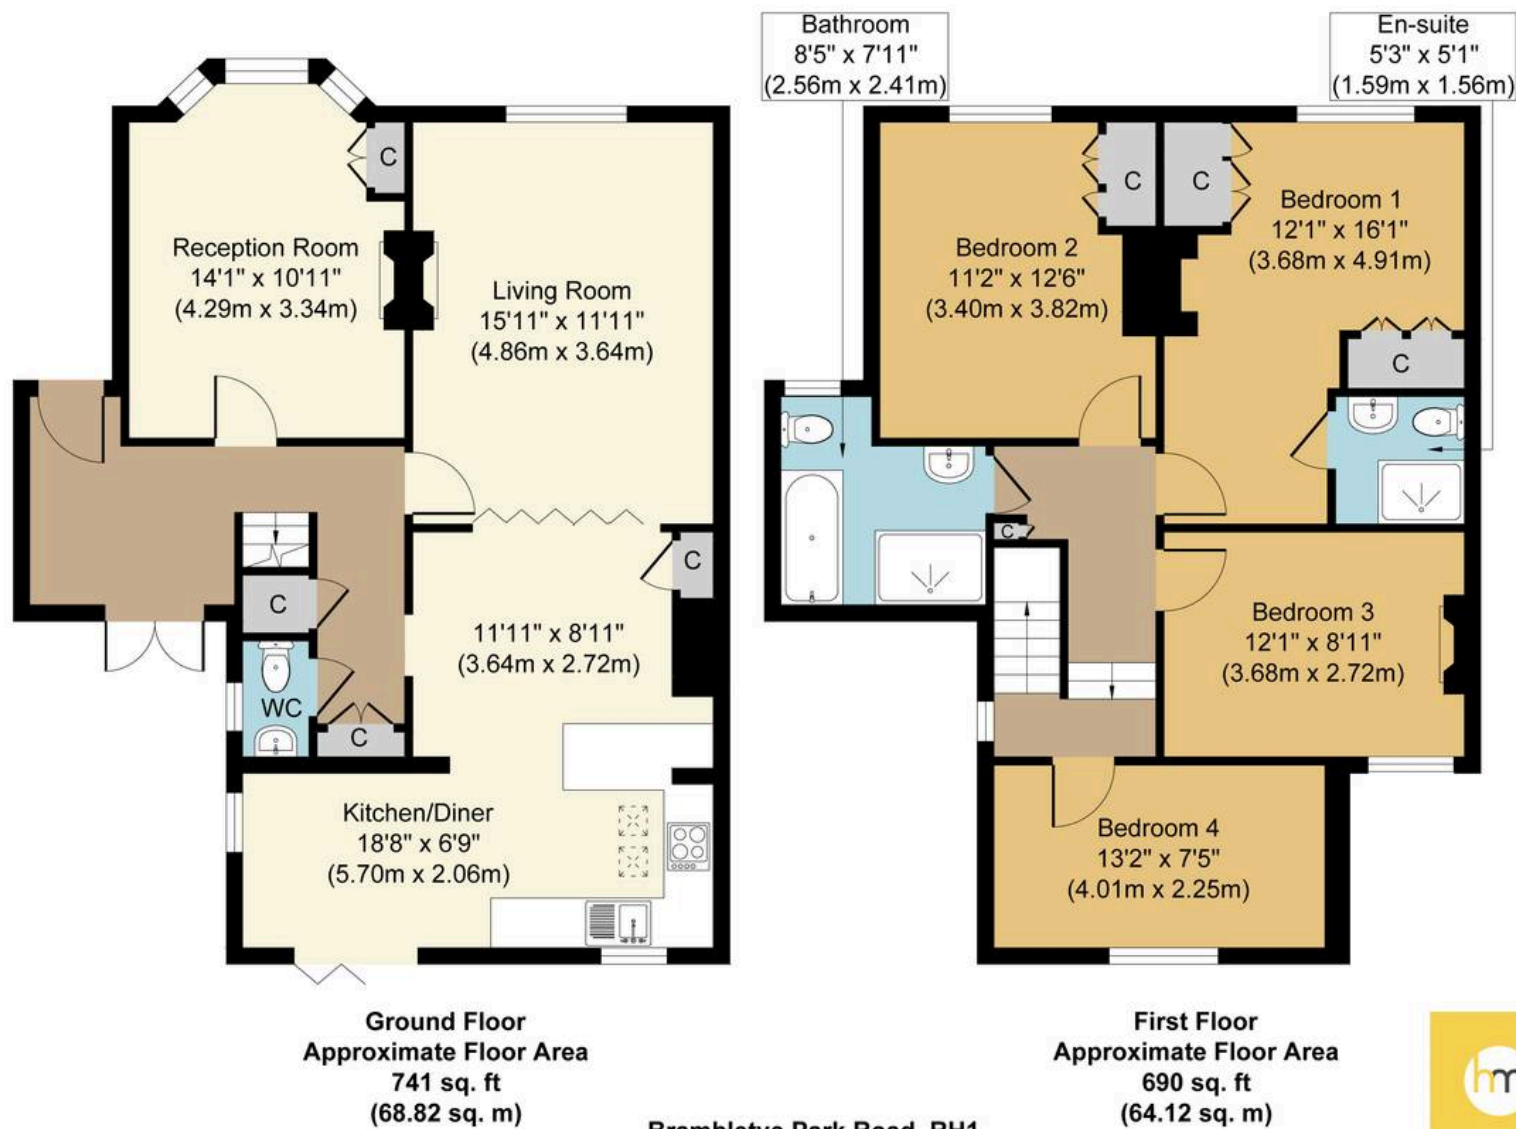 Bathroom
8'5" x 7'11"
(2.56m x 2.41m)
En-suite
5'3" x 5'1"
(1.59m x 1.56m)
C
Reception Room
14'1" x 10'11"
(4.29m x 3.34m)
Living Room
15'11" x 11'11"
(4.86m x 3.64m)
C
C
Bedroom 2
11'2" x 12'6"
(3.40m x 3.82m)
Bedroom 1
12'1" x 16'1"
(3.68m x 4.91m)
C
C
C
C
11'11" x 8'11"
(3.64m x 2.72m)
WC
C
Bedroom 3
12'1" x 8'11"
(3.68m x 2.72m)
Kitchen/Diner
18'8" x 6'9"
(5.70m x 2.06m)
Bedroom 4
13'2" x 7'5"
(4.01m x 2.25m)
Ground Floor
Approximate Floor Area
741 sq. ft
(68.82 sq. m)
First Floor
Approximate Floor Area
690 sq. ft
(64.12 sq. m)
hm
Brambletye Park Road, RH1